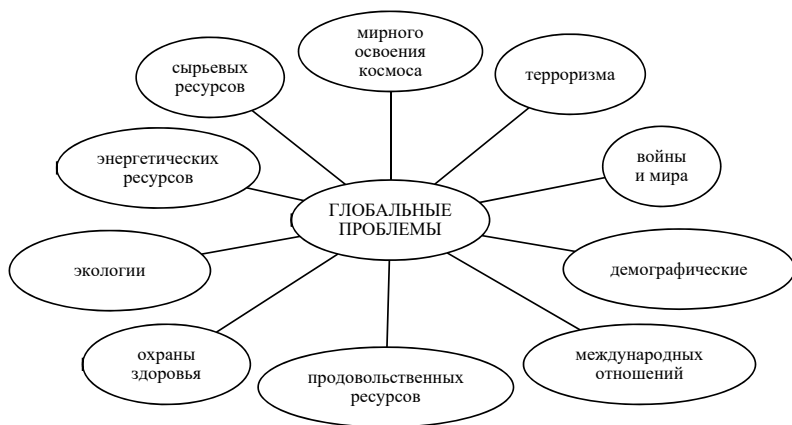 мирного
освоения
космоса
сырьевых
ресурсов
терроризма
энергетических
ресурсов
войны
и мира
ГЛОБАЛЬНЫЕ
ПРОБЛЕМЫ
экологии
демографические
охраны
здоровья
международных
отношений
продовольственных
ресурсов